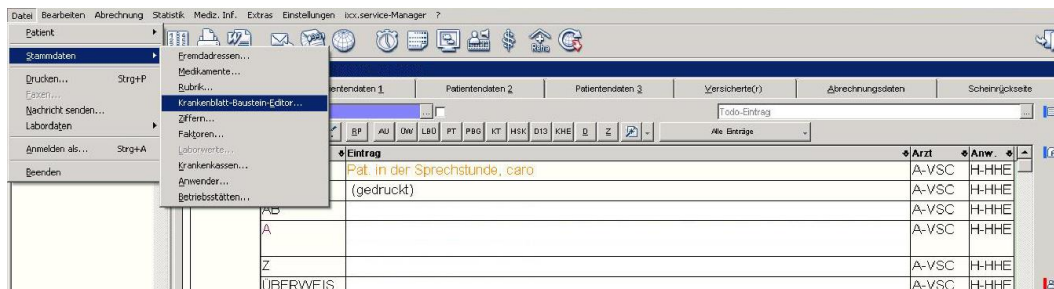 Datei Bearbeiten Abrechnung Statistik Mediz. Inf. Extras Einstellungen ixx.service-Manager ?
Patient
Stammdaten
Drucken... Strg+P
Faxen...
Nachricht senden...
Labordaten
Anmelden als... Strg+A
Beenden
Fremdadressen...
Medikamente...
Rubrik...
Krankenblatt-Baustein-Editor...
Ziffern...
Faktoren...
Laborwerte...
Krankenkassen...
Anwender...
Betriebsstätten...
Patientendaten 2 Patientendaten 3 Versicherte(r) Abrechnungsdaten Scheinrückseite
... Todo-Eintrag ...
RP AU ÜW LBÜ PT PBG KT HSK D13 KHE D Z Alle Einträge
Eintrag Arzt Anw.
Pat. in der Sprechstunde, caro A-VSC H-HHE
(gedruckt) A-VSC H-HHE
AB A-VSC H-HHE
A A-VSC H-HHE
Z A-VSC H-HHE
ÜBERWEIS A-VSC H-HHE